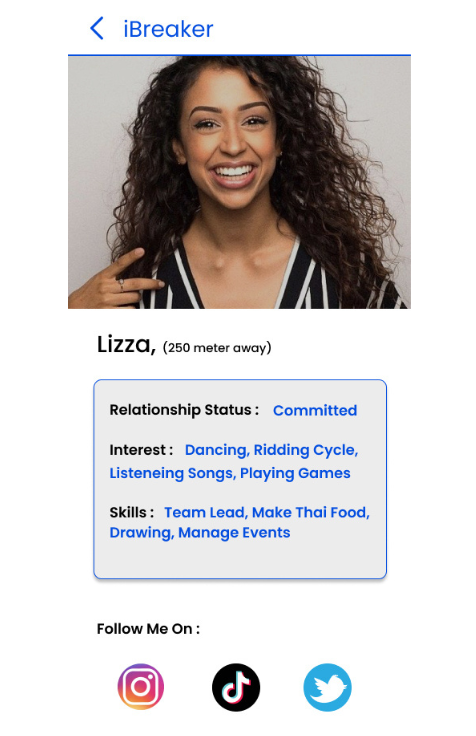 iBreaker
Lizza, (250 meter away)
Relationship Status : Committed
Interest : Dancing, Ridding Cycle,
Listeneing Songs, Playing Games
Skills : Team Lead, Make Thai Food,
Drawing, Manage Events
Follow Me On :